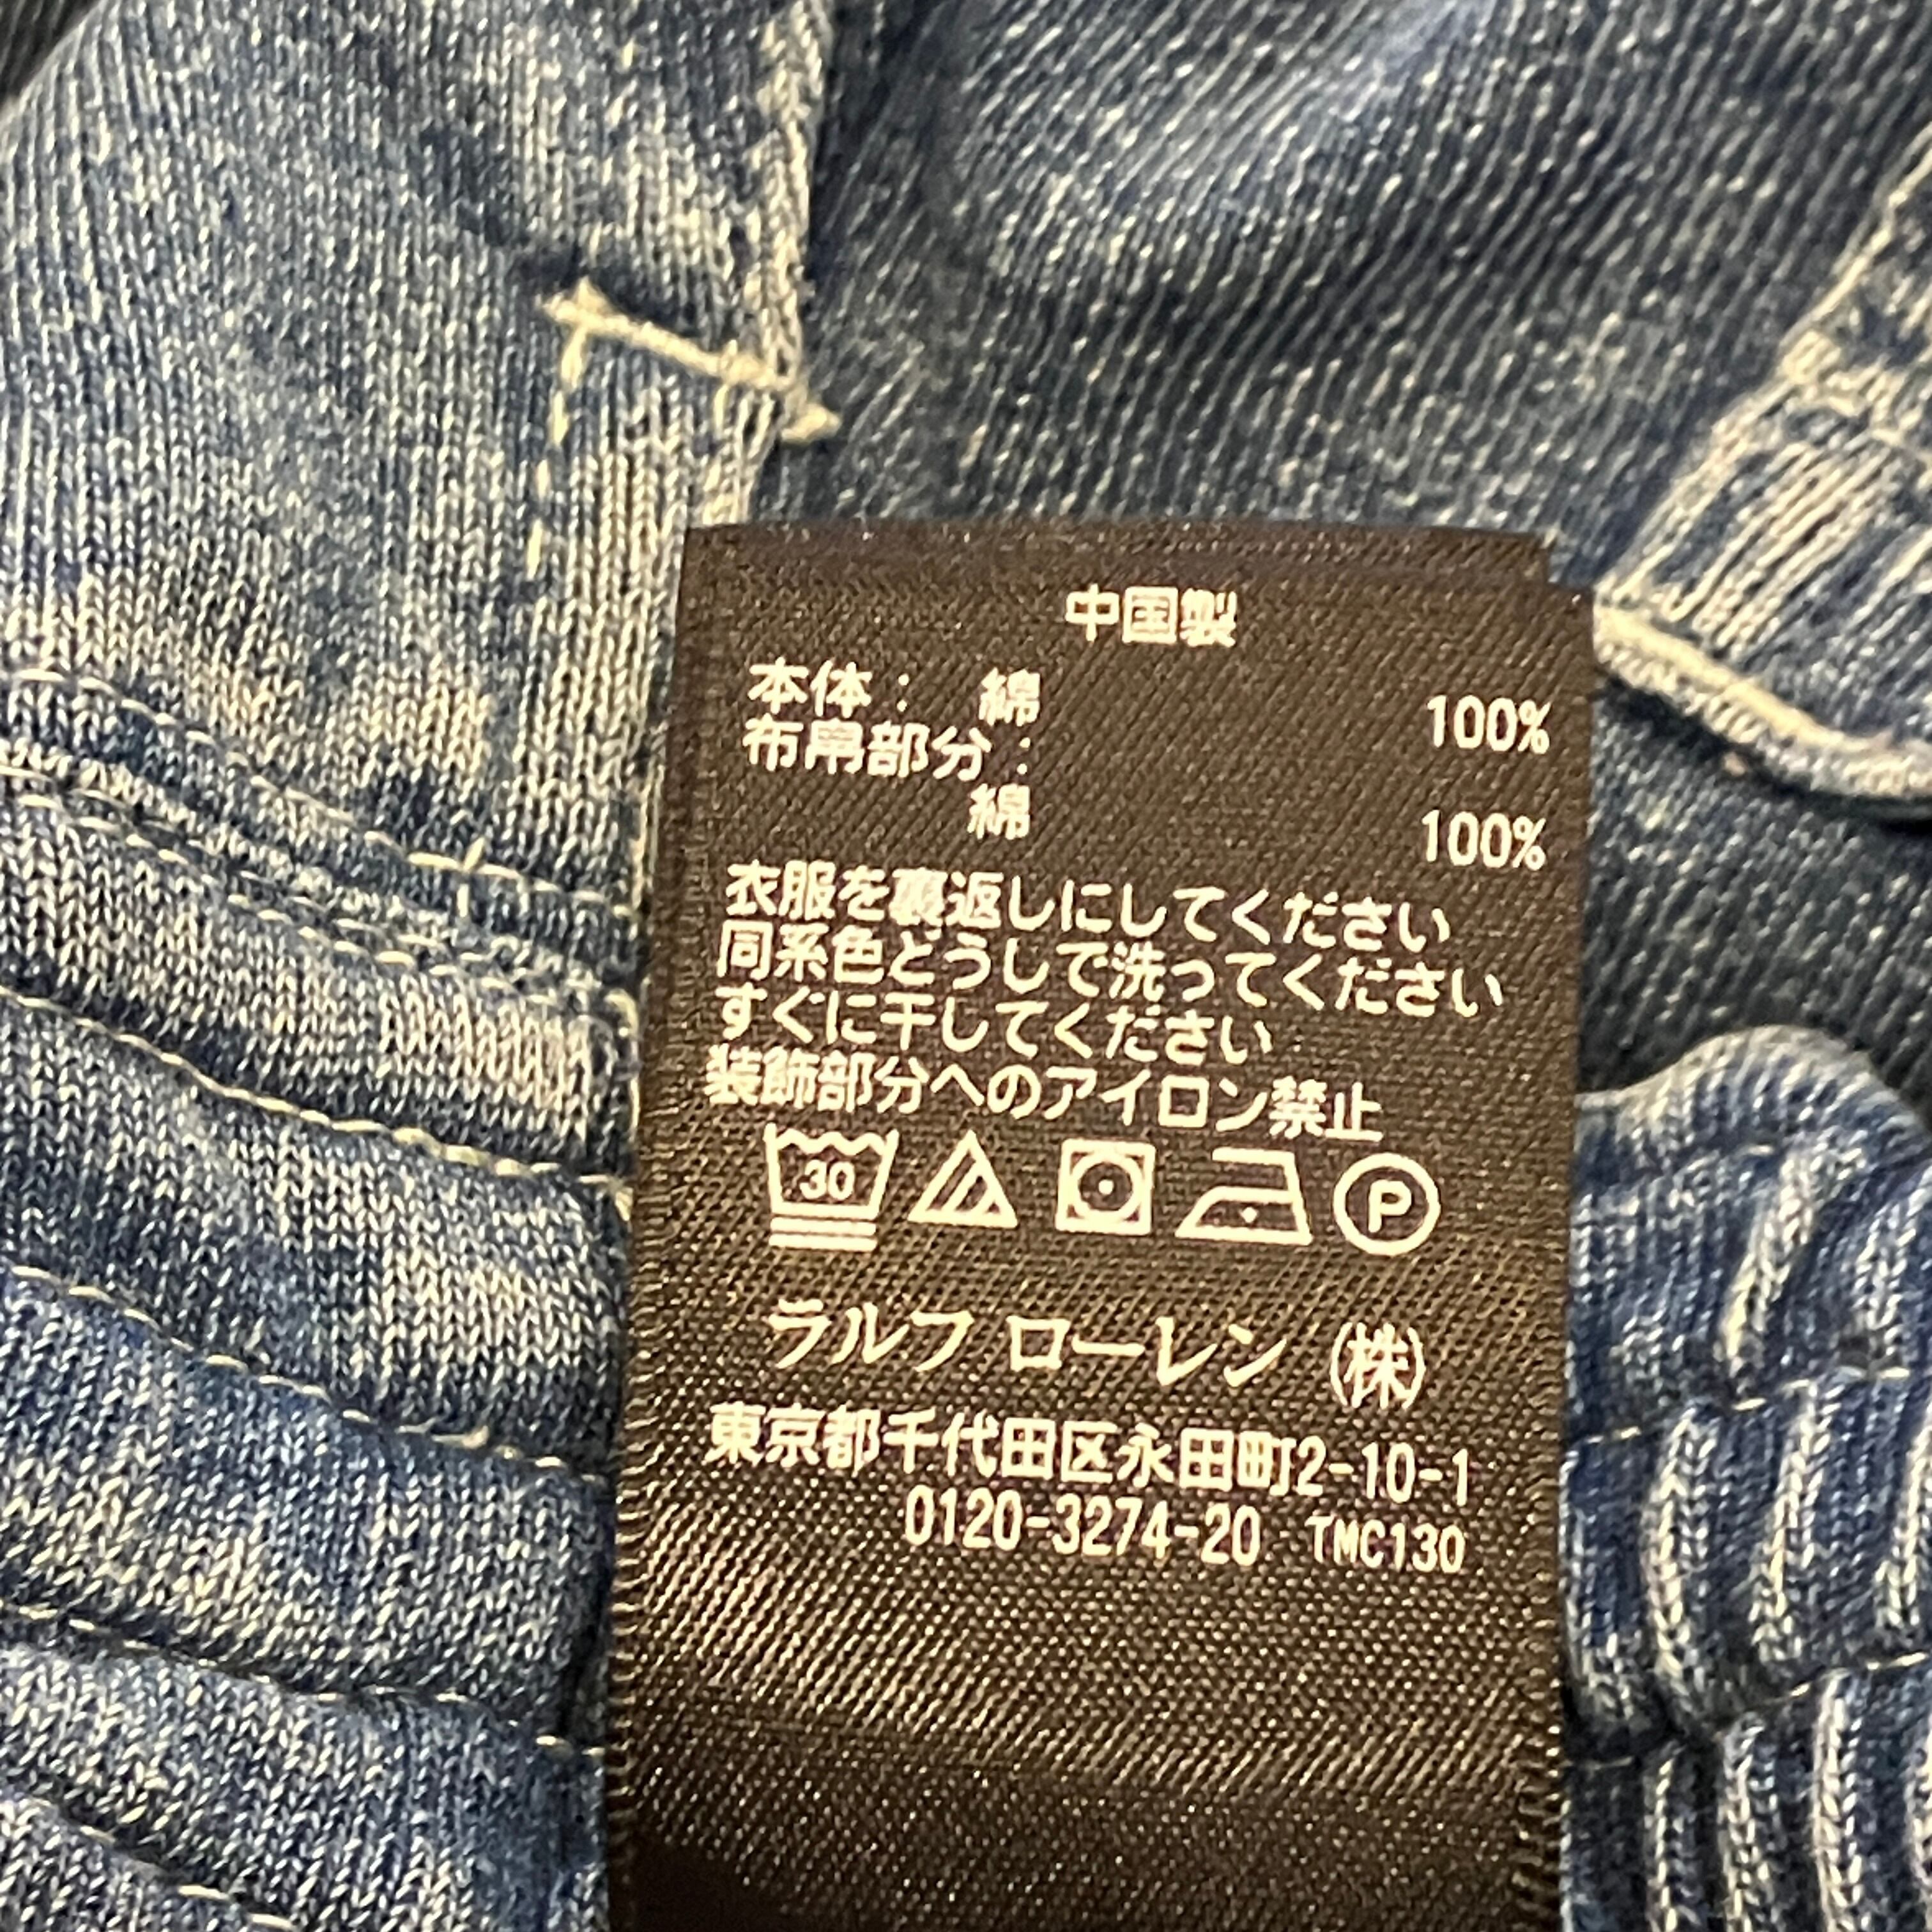 中国製
本体： 綿 100%
布帛部分：
綿 100%
衣服を裏返しにしてください
同系色どうしで洗ってください
すぐに干してください
装飾部分へのアイロン禁止
30 P
ラルフ ローレン (株)
東京都千代田区永田町2-10-1
0120-3274-20 TMC130